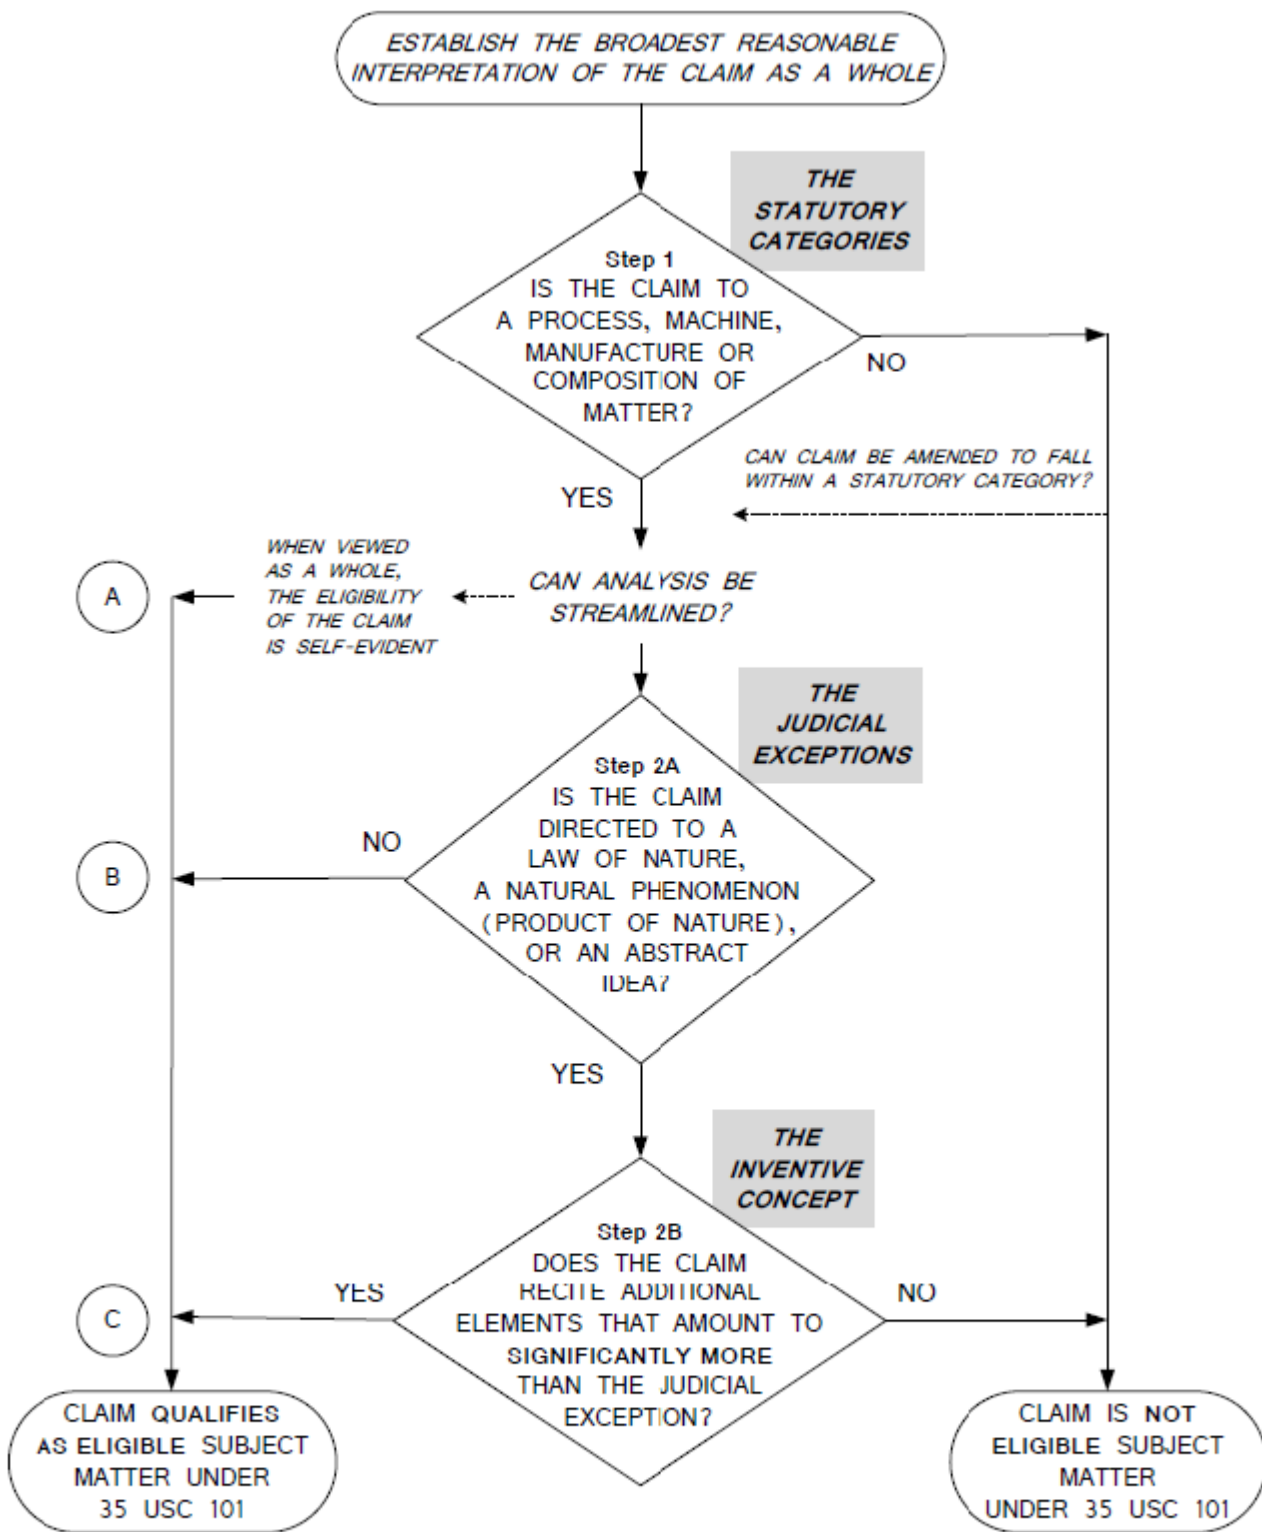 ESTABLISH THE BROADEST REASONABLE
INTERPRETATION OF THE CLAIM AS A WHOLE
THE
STATUTORY
CATEGORIES
Step 1
IS THE CLAIM TO
A PROCESS, MACHINE,
MANUFACTURE OR
COMPOSITION OF
MATTER?
NO
YES
CAN CLAIM BE AMENDED TO FALL
WITHIN A STATUTORY CATEGORY?
WHEN VIEWED
AS A WHOLE,
THE ELIGIBILITY
OF THE CLAIM
IS SELF-EVIDENT
A
CAN ANALYSIS BE
STREAMLINED?
THE
JUDICIAL
EXCEPTIONS
Step 2A
IS THE CLAIM
DIRECTED TO A
LAW OF NATURE,
A NATURAL PHENOMENON
(PRODUCT OF NATURE),
OR AN ABSTRACT
IDEA?
NO
B
YES
THE
INVENTIVE
CONCEPT
Step 2B
DOES THE CLAIM
RECITE ADDITIONAL
ELEMENTS THAT AMOUNT TO
SIGNIFICANTLY MORE
THAN THE JUDICIAL
EXCEPTION?
YES
NO
C
CLAIM QUALIFIES
AS ELIGIBLE SUBJECT
MATTER UNDER
35 USC 101
CLAIM IS NOT
ELIGIBLE SUBJECT
MATTER
UNDER 35 USC 101